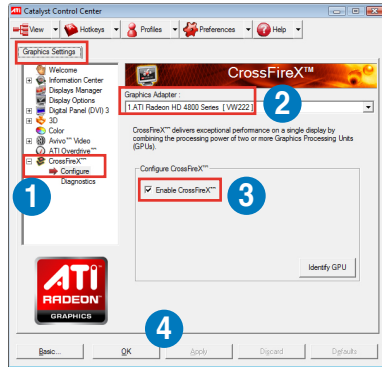 ATI Catalyst Control Center
View Hotkeys Profiles Preferences Help
Graphics Settings
Welcome
Information Center
Displays Manager
Display Options
Digital Panel (DVI) 3
3D
Color
Avivo™ Video
ATI Overdrive™
CrossFireX™
Configure
Diagnostics
1
CrossFireX™
Graphics Adapter :
1.ATI Radeon HD 4800 Series [ VW222 ]
2
CrossFireX™ delivers exceptional performance on a single display by
combining the processing power of two or more Graphics Processing Units
(GPUs).
Configure CrossFireX™
Enable CrossFireX™
3
Identify GPU
ATI
RADEON
GRAPHICS
4
Basic... OK Apply Discard Defaults